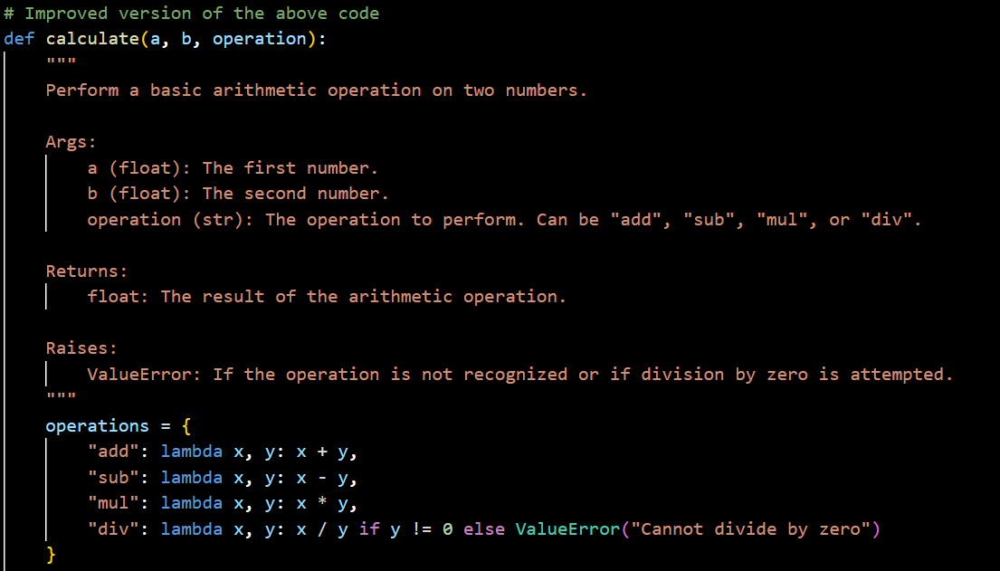 # Improved version of the above code
def calculate(a, b, operation):
    """
    Perform a basic arithmetic operation on two numbers.

    Args:
        a (float): The first number.
        b (float): The second number.
        operation (str): The operation to perform. Can be "add", "sub", "mul", or "div".

    Returns:
        float: The result of the arithmetic operation.

    Raises:
        ValueError: If the operation is not recognized or if division by zero is attempted.
    """
    operations = {
        "add": lambda x, y: x + y,
        "sub": lambda x, y: x - y,
        "mul": lambda x, y: x * y,
        "div": lambda x, y: x / y if y != 0 else ValueError("Cannot divide by zero")
    }